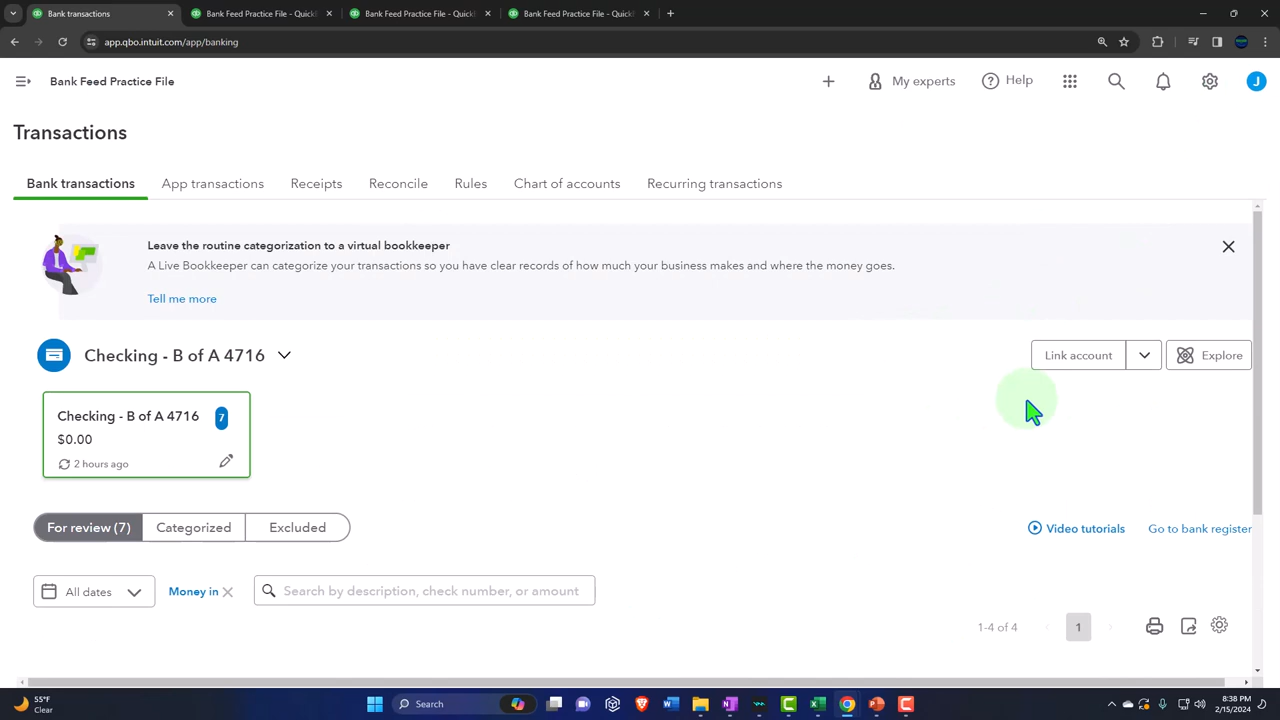 Bank transactions
Bank Feed Practice File - Quick
Bank Feed Practice File - Quick
Bank Feed Practice File - Quick
app.qbo.intuit.com/app/banking
Bank Feed Practice File
My experts
Help
J
Transactions
Bank transactions
App transactions
Receipts
Reconcile
Rules
Chart of accounts
Recurring transactions
Leave the routine categorization to a virtual bookkeeper
A Live Bookkeeper can categorize your transactions so you have clear records of how much your business makes and where the money goes.
Tell me more
Checking - B of A 4716
Link account
Explore
Checking - B of A 4716
7
$0.00
2 hours ago
For review (7)
Categorized
Excluded
Video tutorials
Go to bank register
All dates
Money in
Search by description, check number, or amount
1-4 of 4
1
55°F
Clear
Search
8:38 PM
2/15/2024